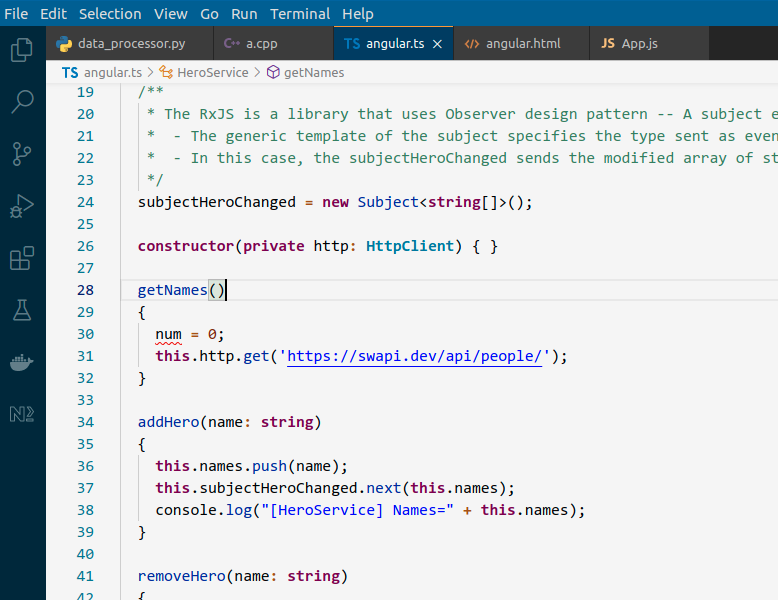 File Edit Selection View Go Run Terminal Help
data_processor.py C++ a.cpp TS angular.ts × <> angular.html JS App.js
TS angular.ts > HeroService > getNames
19 /**
20 * The RxJS is a library that uses Observer design pattern -- A subject e
21 *  - The generic template of the subject specifies the type sent as even
22 *  - In this case, the subjectHeroChanged sends the modified array of st
23 */
24 subjectHeroChanged = new Subject<string[]>();
25
26 constructor(private http: HttpClient) { }
27
28 getNames()
29 {
30 num = 0;
31 this.http.get('https://swapi.dev/api/people/');
32 }
33
34 addHero(name: string)
35 {
36 this.names.push(name);
37 this.subjectHeroChanged.next(this.names);
38 console.log("[HeroService] Names=" + this.names);
39 }
40
41 removeHero(name: string)
42 {